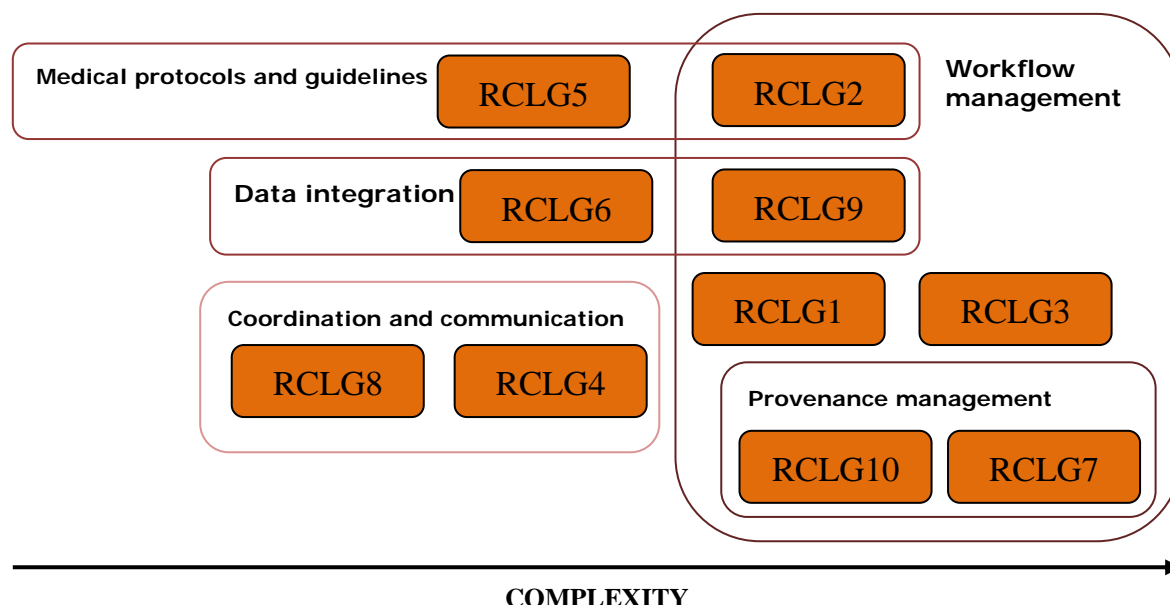 Medical protocols and guidelines
RCLG5
RCLG2
Workflow
management
Data integration
RCLG6
RCLG9
RCLG1
RCLG3
Coordination and communication
RCLG8
RCLG4
Provenance management
RCLG10
RCLG7
COMPLEXITY